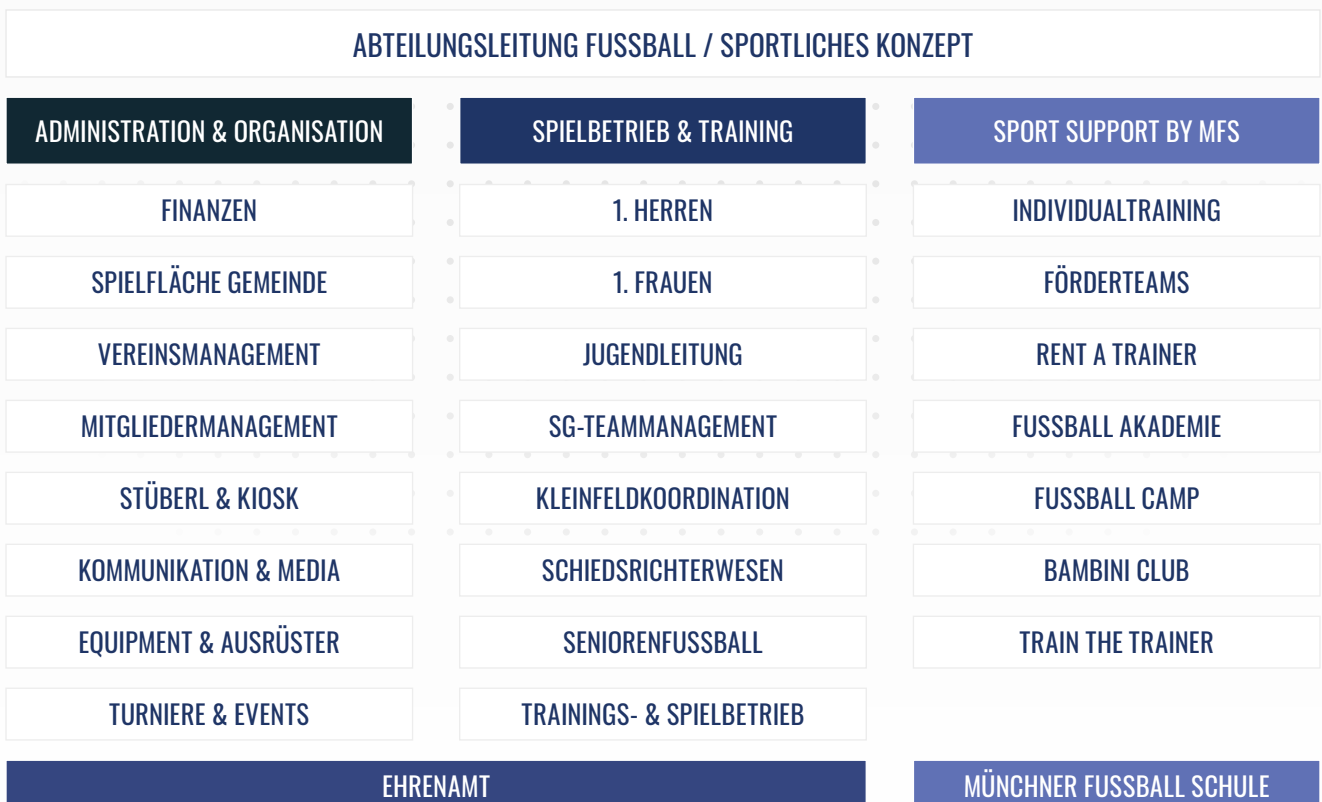 ABTEILUNGSLEITUNG FUSSBALL / SPORTLICHES KONZEPT
ADMINISTRATION & ORGANISATION
FINANZEN
SPIELFLÄCHE GEMEINDE
VEREINSMANAGEMENT
MITGLIEDERMANAGEMENT
STÜBERL & KIOSK
KOMMUNIKATION & MEDIA
EQUIPMENT & AUSRÜSTER
TURNIERE & EVENTS
SPIELBETRIEB & TRAINING
1. HERREN
1. FRAUEN
JUGENDLEITUNG
SG-TEAMMANAGEMENT
KLEINFELDKOORDINATION
SCHIEDSRICHTERWESEN
SENIORENFUSSBALL
TRAININGS- & SPIELBETRIEB
EHRENAMT
SPORT SUPPORT BY MFS
INDIVIDUALTRAINING
FÖRDERTEAMS
RENT A TRAINER
FUSSBALL AKADEMIE
FUSSBALL CAMP
BAMBINI CLUB
TRAIN THE TRAINER
MÜNCHNER FUSSBALL SCHULE